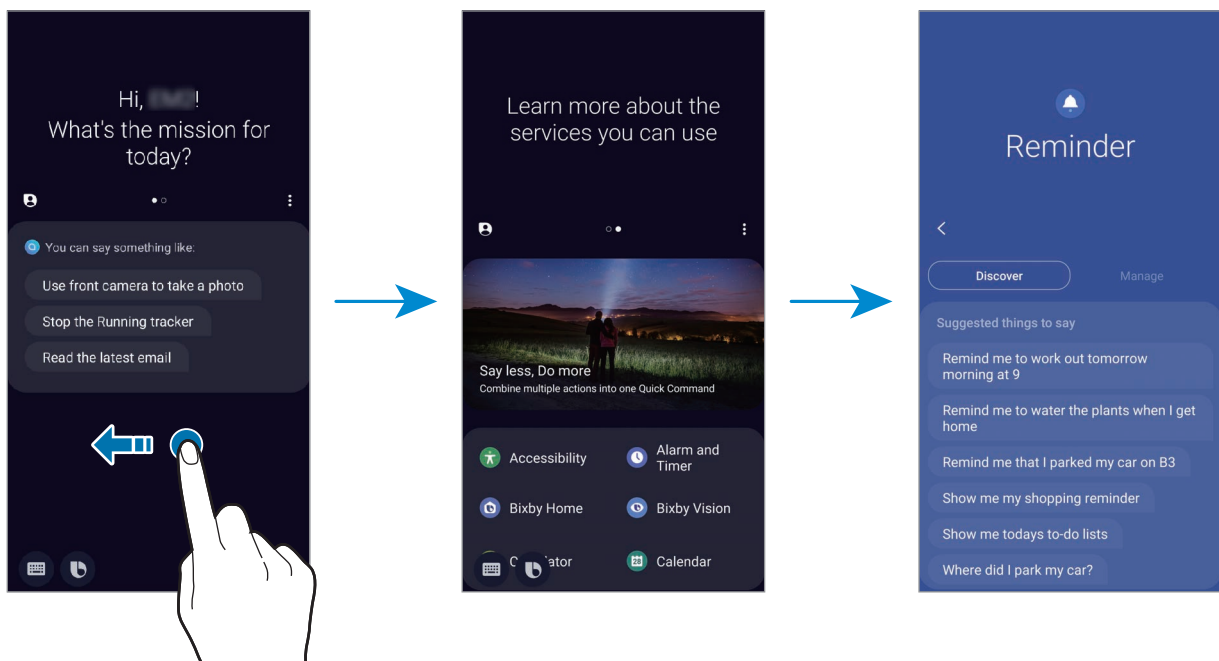 Hi, !
What's the mission for
today?
You can say something like:
Use front camera to take a photo
Stop the Running tracker
Read the latest email
Learn more about the
services you can use
Say less, Do more
Combine multiple actions into one Quick Command
Accessibility
Alarm and
Timer
Bixby Home
Bixby Vision
28
Calendar
Reminder
Discover
Manage
Suggested things to say
Remind me to work out tomorrow
morning at 9
Remind me to water the plants when I get
home
Remind me that I parked my car on B3
Show me my shopping reminder
Show me todays to-do lists
Where did I park my car?